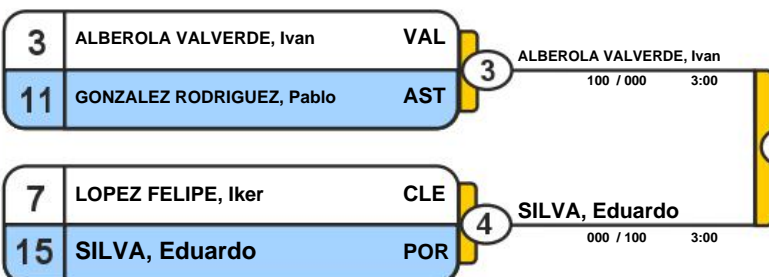 3 ALBEROLA VALVERDE, Ivan VAL
11 GONZALEZ RODRIGUEZ, Pablo AST
3
ALBEROLA VALVERDE, Ivan
100 / 000 3:00
7 LOPEZ FELIPE, Iker CLE
15 SILVA, Eduardo POR
4
SILVA, Eduardo
000 / 100 3:00